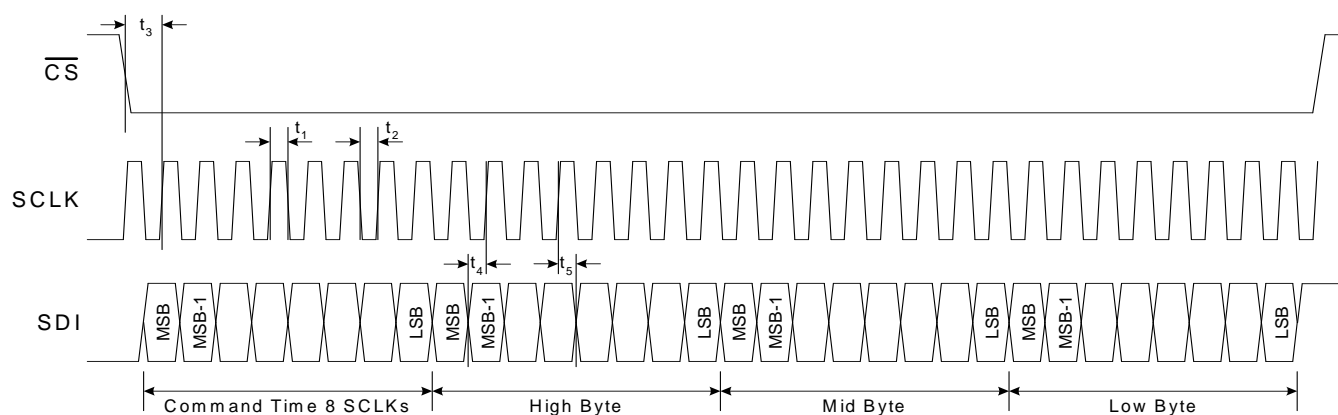 t3
CS
t1
t2
SCLK
t4
t5
SDI
MSB
MSB-1
LSB
MSB
MSB-1
LSB
MSB
MSB-1
LSB
MSB
MSB-1
LSB
Command Time 8 SCLKs
High Byte
Mid Byte
Low Byte